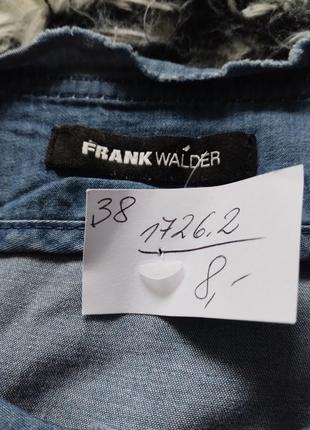 FRANK WALDER
38 1726.2
8,-